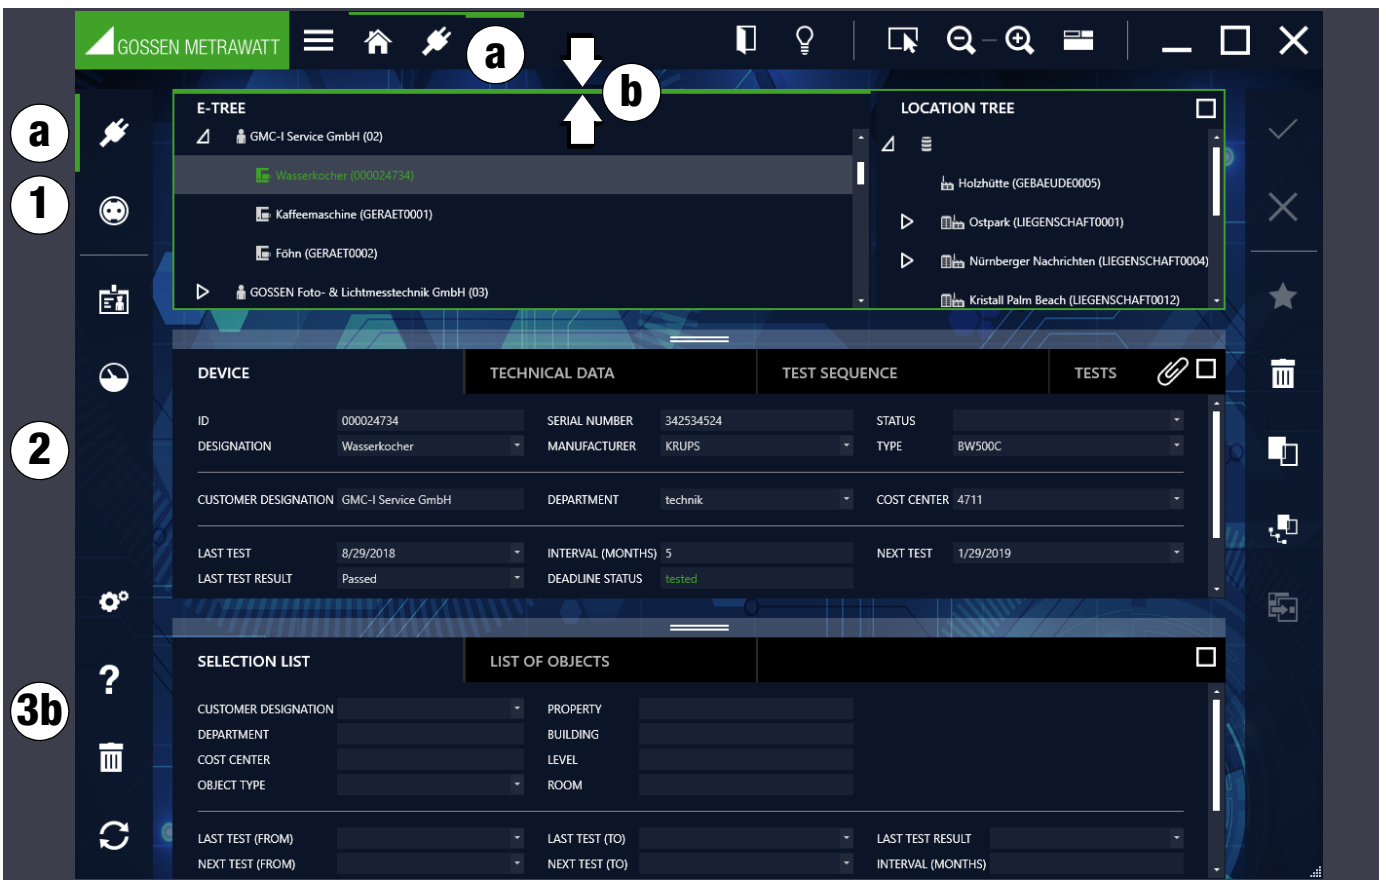 GOSSEN METRAWATT
a
b
a
1
2
3b
E-TREE
GMC-I Service GmbH (02)
Wasserkocher (000024734)
Kaffeemaschine (GERAET0001)
Föhn (GERAET0002)
GOSSEN Foto- & Lichtmesstechnik GmbH (03)
LOCATION TREE
Holzhütte (GEBAEUDE0005)
Ostpark (LIEGENSCHAFT0001)
Nürnberger Nachrichten (LIEGENSCHAFT0004)
Kristall Palm Beach (LIEGENSCHAFT0012)
DEVICE TECHNICAL DATA TEST SEQUENCE TESTS
ID 000024734 SERIAL NUMBER 342534524 STATUS
DESIGNATION Wasserkocher MANUFACTURER KRUPS TYPE BW500C
CUSTOMER DESIGNATION GMC-I Service GmbH DEPARTMENT technik COST CENTER 4711
LAST TEST 8/29/2018 INTERVAL (MONTHS) 5 NEXT TEST 1/29/2019
LAST TEST RESULT Passed DEADLINE STATUS tested
?
SELECTION LIST LIST OF OBJECTS
CUSTOMER DESIGNATION PROPERTY
DEPARTMENT BUILDING
COST CENTER LEVEL
OBJECT TYPE ROOM
LAST TEST (FROM) LAST TEST (TO) LAST TEST RESULT
NEXT TEST (FROM) NEXT TEST (TO) INTERVAL (MONTHS)